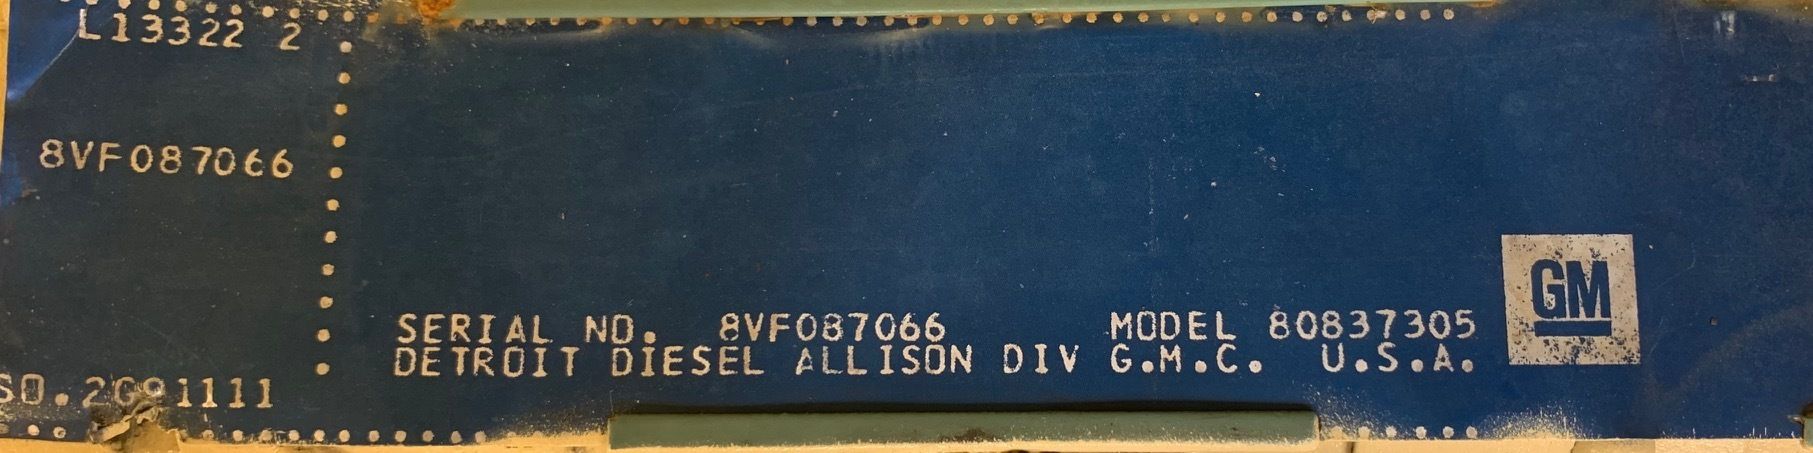 L13322 2
8VF087066
SERIAL NO. 8VF087066 MODEL 80837305
DETROIT DIESEL ALLISON DIV G.M.C. U.S.A.
GM